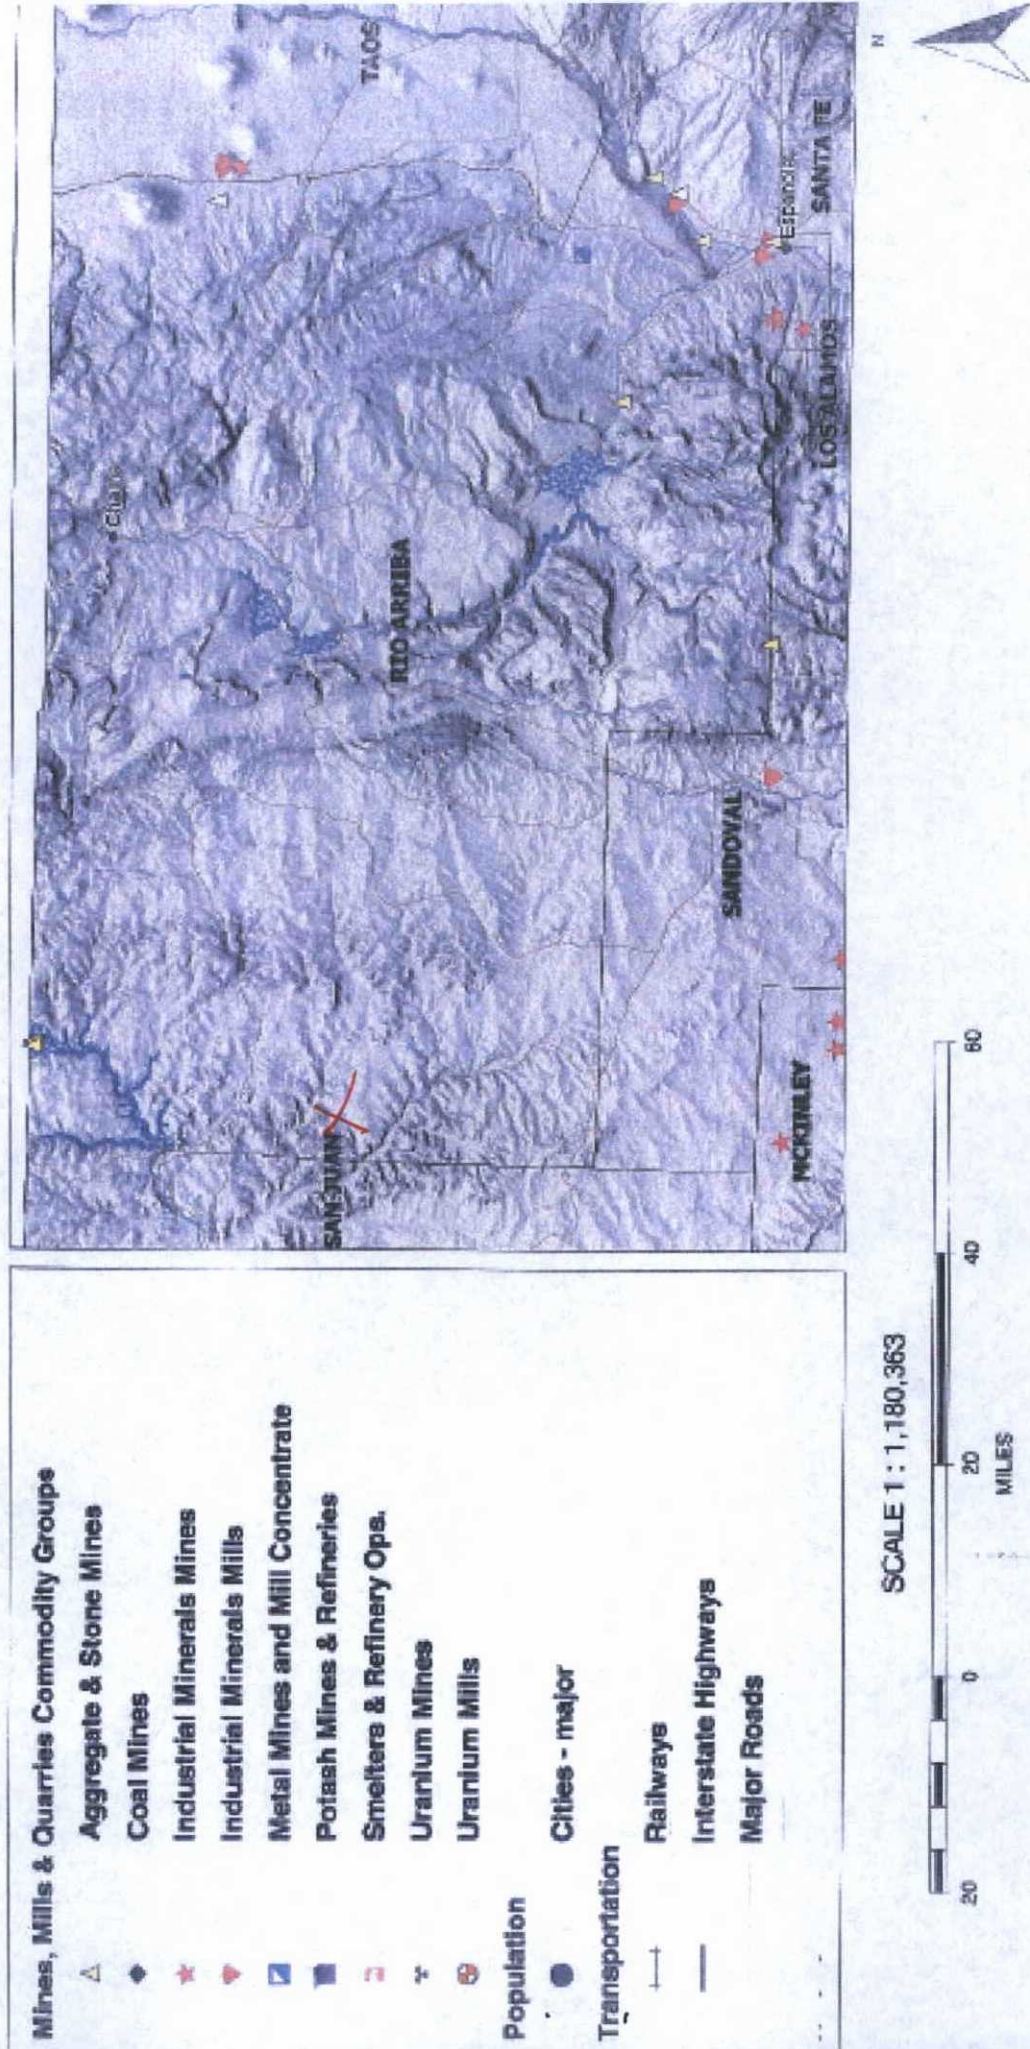 Mines, Mills & Quarries Commodity Groups
Aggregate & Stone Mines
Coal Mines
Industrial Minerals Mines
Industrial Minerals Mills
Metal Mines and Mill Concentrate
Potash Mines & Refineries
Smelters & Refinery Ops.
Uranium Mines
Uranium Mills
Population
Cities - major
Transportation
Railways
Interstate Highways
Major Roads
SAN JUAN
RIO ARRIBA
TAOS
Chama
MCKINLEY
SANDOVAL
LOS ALAMOS
Espanola
SANTA FE
SCALE 1 : 1,180,363
20 0 20 40 60
MILES
N